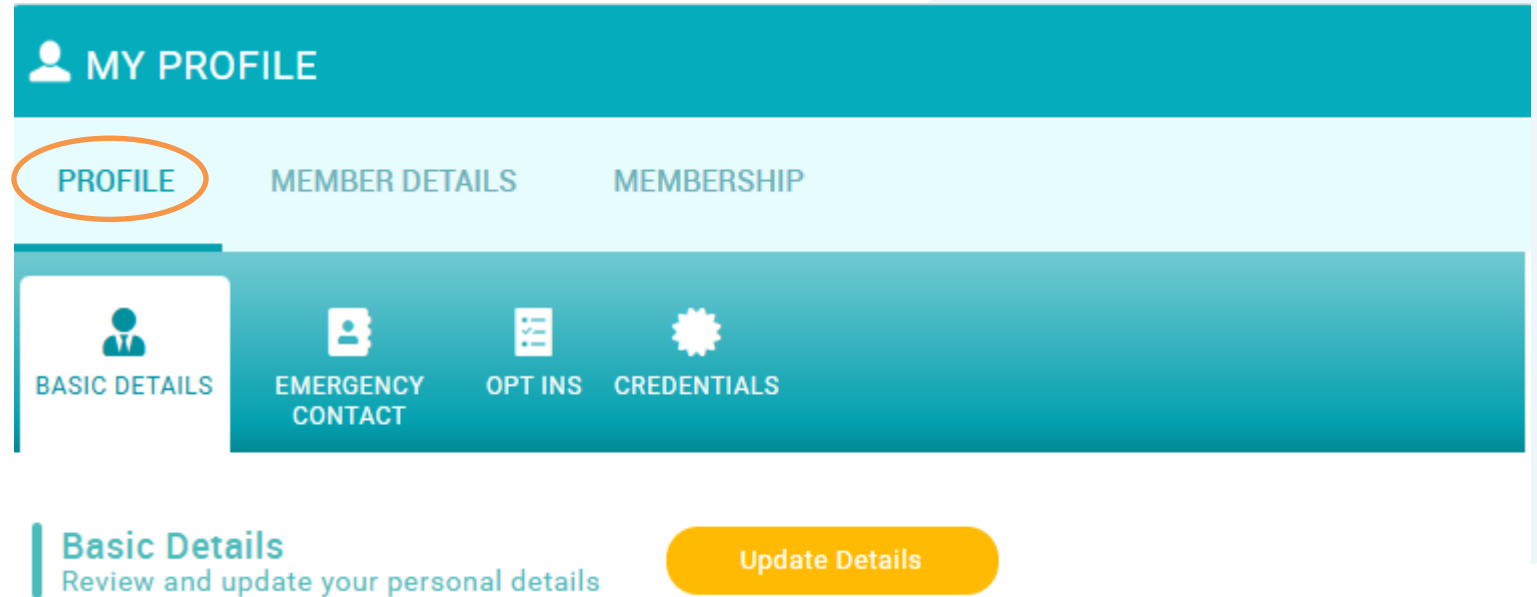 MY PROFILE
PROFILE MEMBER DETAILS MEMBERSHIP
BASIC DETAILS
EMERGENCY
CONTACT
OPT INS
CREDENTIALS
Basic Details
Review and update your personal details
Update Details